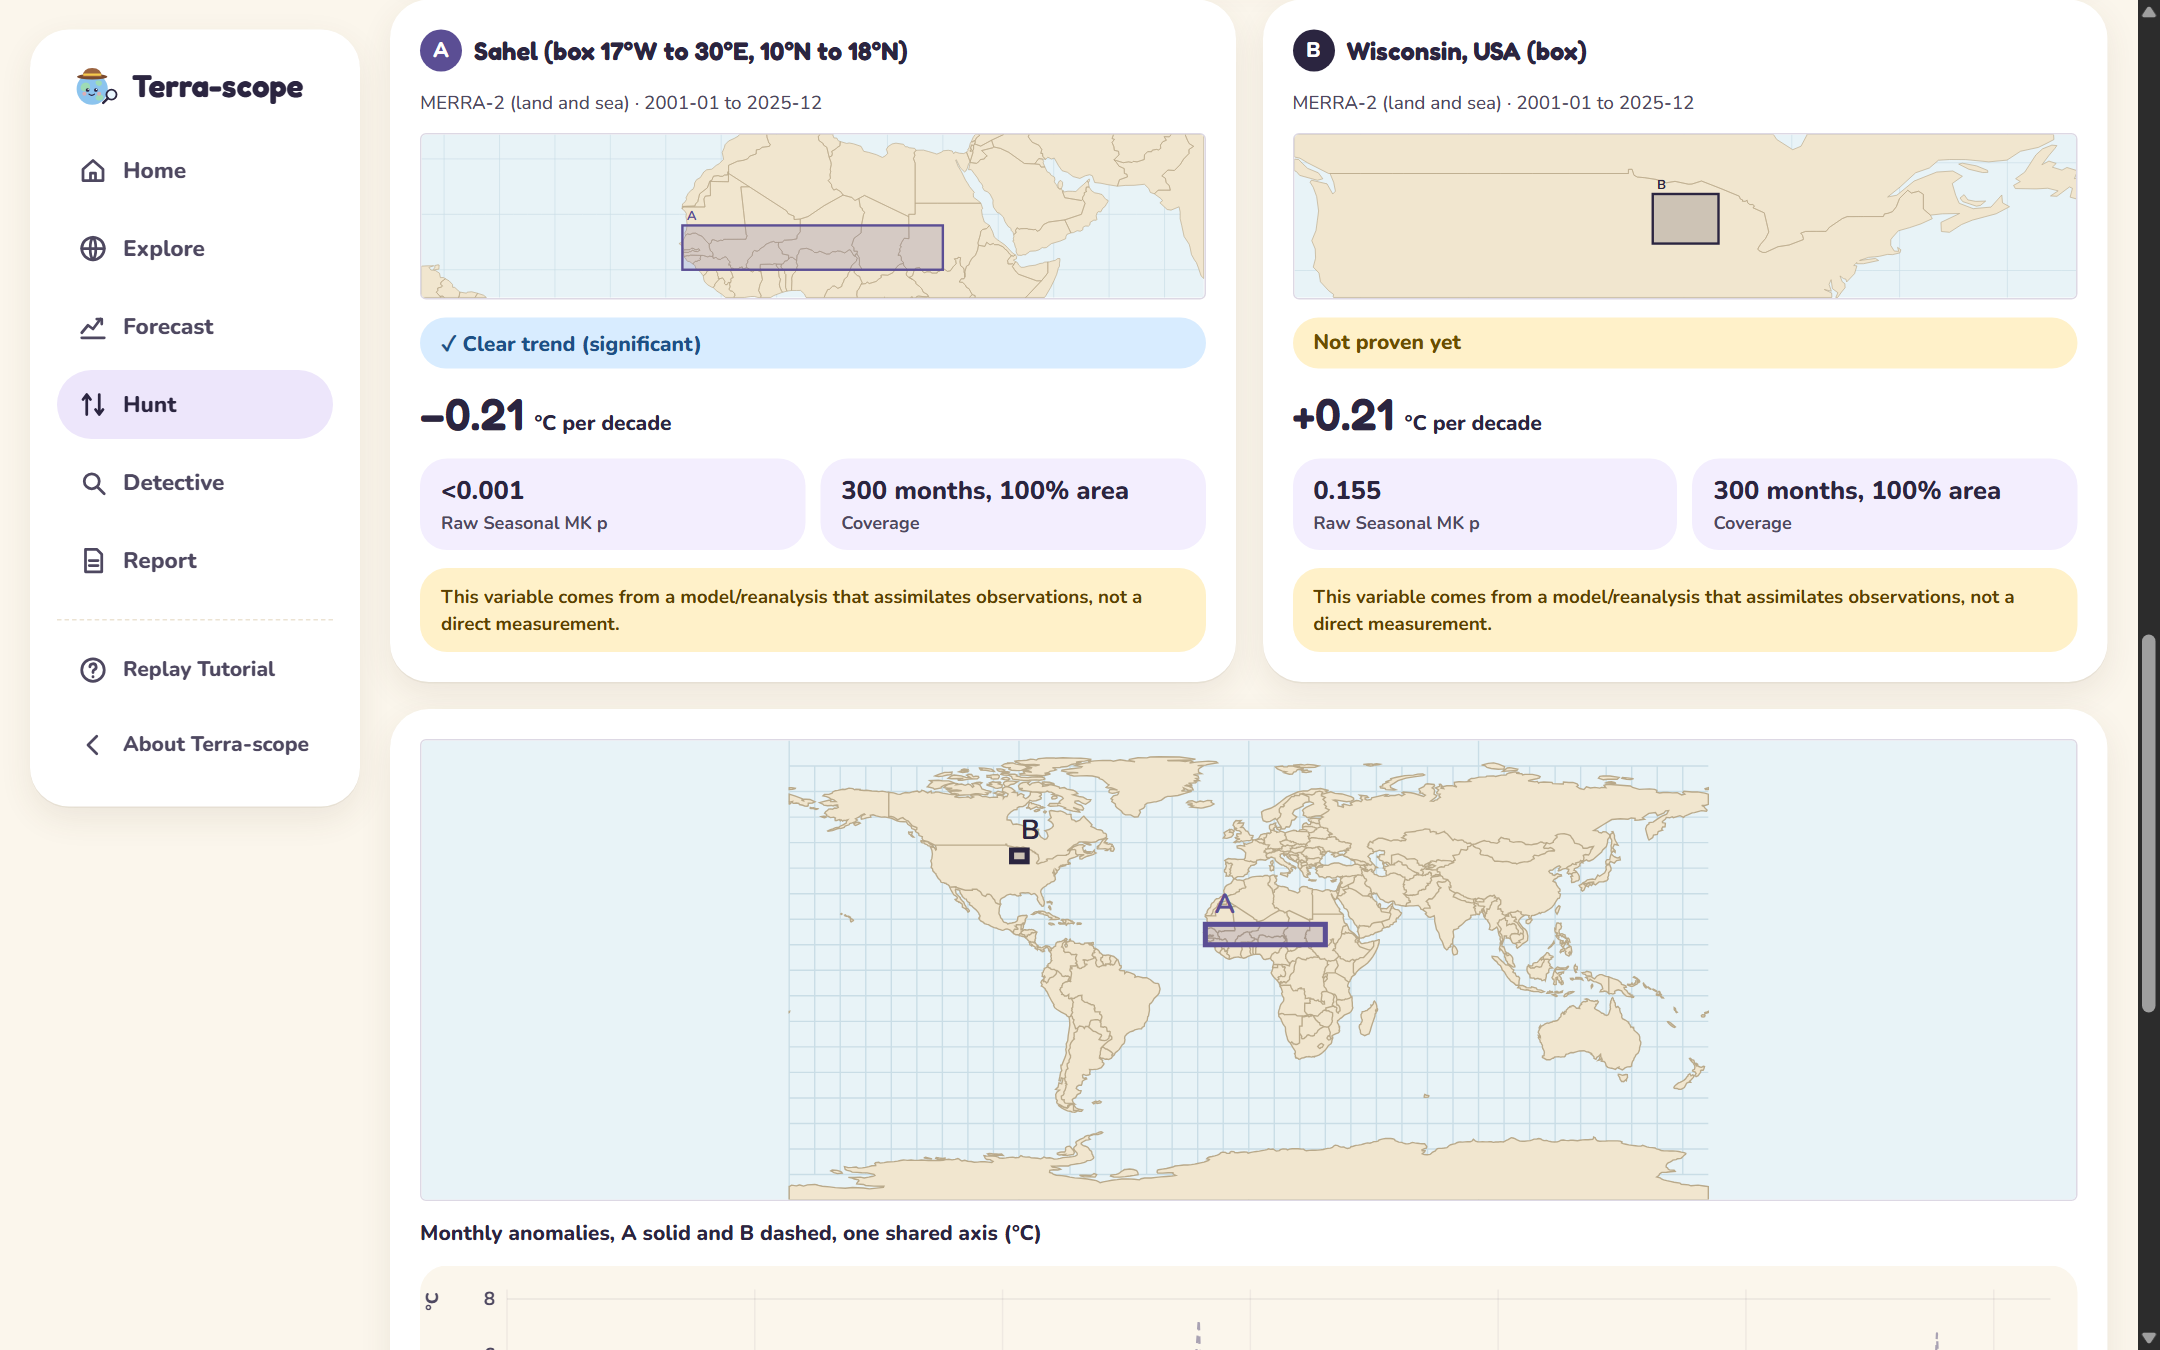 Terra-scope
Home
Explore
Forecast
Hunt
Detective
Report
Replay Tutorial
About Terra-scope
A Sahel (box 17°W to 30°E, 10°N to 18°N)
MERRA-2 (land and sea) · 2001-01 to 2025-12
A
✓ Clear trend (significant)
−0.21 °C per decade
<0.001
Raw Seasonal MK p
300 months, 100% area
Coverage
This variable comes from a model/reanalysis that assimilates observations, not a
direct measurement.
B Wisconsin, USA (box)
MERRA-2 (land and sea) · 2001-01 to 2025-12
B
Not proven yet
+0.21 °C per decade
0.155
Raw Seasonal MK p
300 months, 100% area
Coverage
This variable comes from a model/reanalysis that assimilates observations, not a
direct measurement.
B
A
Monthly anomalies, A solid and B dashed, one shared axis (°C)
°C
8